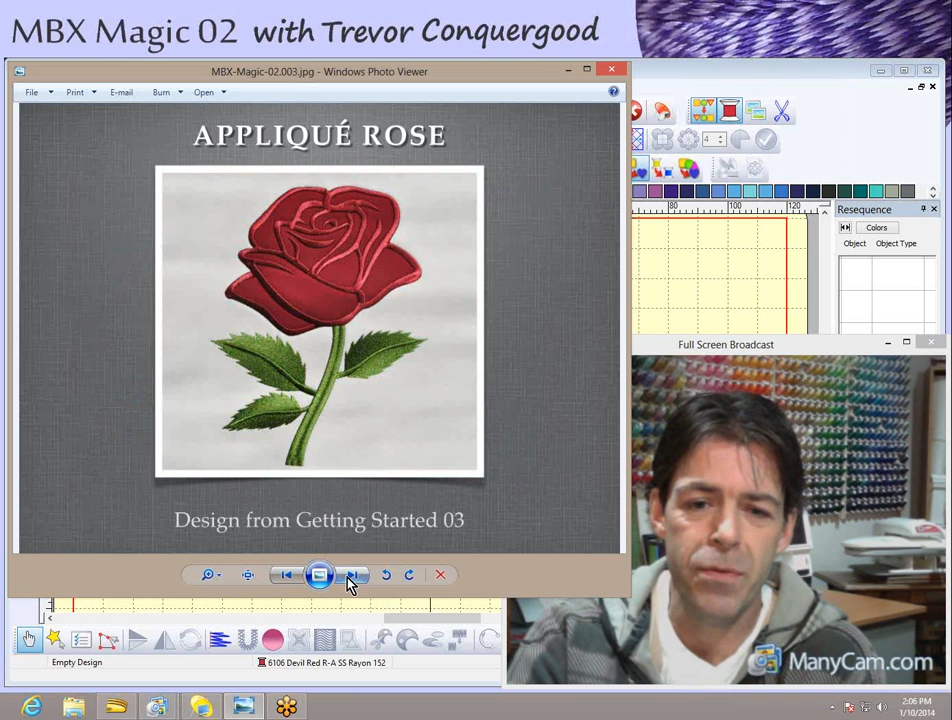 MBX Magic 02 with Trevor Conquergood
MBX-Magic-02.003.jpg - Windows Photo Viewer
File Print E-mail Burn Open
APPLIQUÉ ROSE
Design from Getting Started 03
4
80 100 120
Resequence
Colors
Object Object Type
Full Screen Broadcast
ManyCam.com
Empty Design
6106 Devil Red R-A SS Rayon 152
2:06 PM
1/10/2014